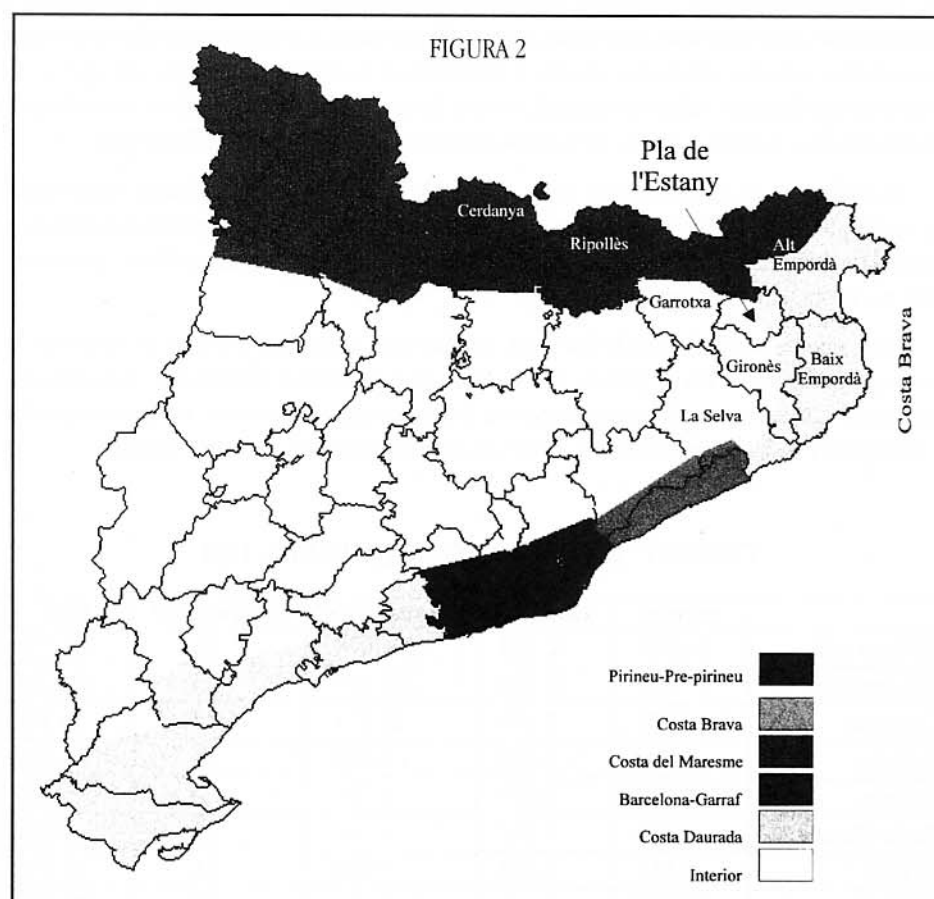 FIGURA 2
Pla de
l'Estany
Cerdanya
Ripollès
Alt
Empordà
Garrotxa
Gironès
Baix
Empordà
La Selva
Costa Brava
Pirineu-Pre-pirineu
Costa Brava
Costa del Maresme
Barcelona-Garraf
Costa Daurada
Interior